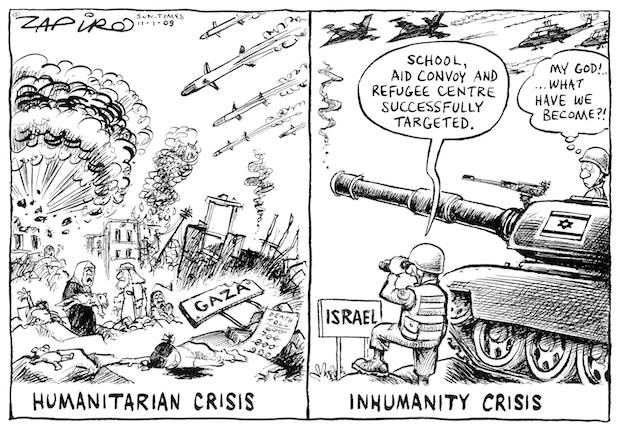 ZAPIRO
SUN.TIMES
11-1-09
GAZA
HUMANITARIAN CRISIS
SCHOOL,
AID CONVOY AND
REFUGEE CENTRE
SUCCESSFULLY
TARGETED.
MY GOD!..
...WHAT
HAVE WE
BECOME?!
ISRAEL
INHUMANITY CRISIS